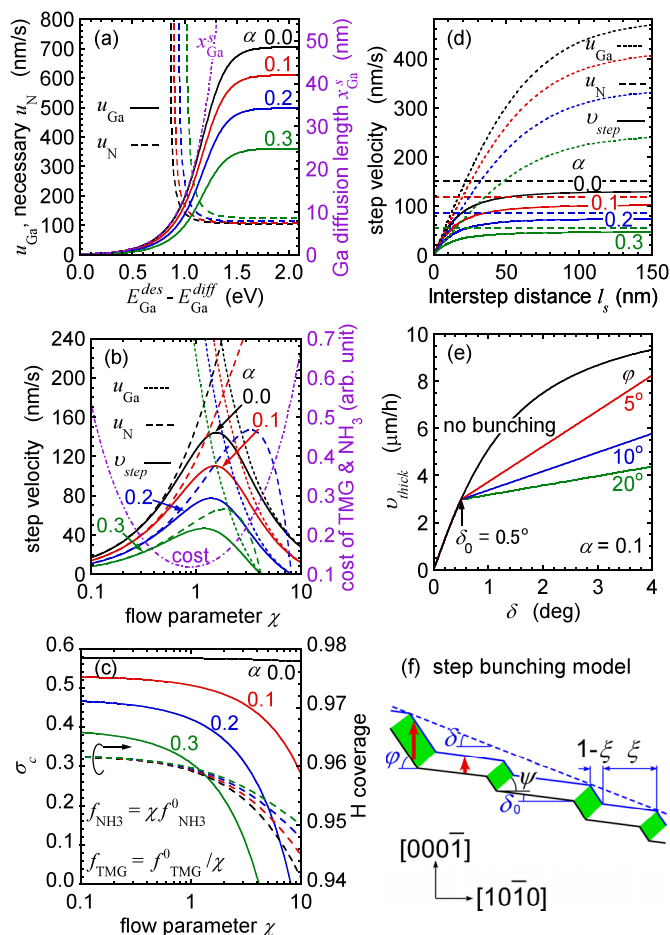 (a)
u_Ga, necessary u_N (nm/s)
800
700
600
500
400
300
200
100
0
x^s_Ga
α 0.0
0.1
0.2
0.3
u_Ga
u_N
50
40
30
20
10
0
Ga diffusion length x^s_Ga (nm)
0.0 0.5 1.0 1.5 2.0
E^des_Ga - E^diff_Ga (eV)
(d)
step velocity (nm/s)
400
300
200
100
0
u_Ga
u_N
υ_step
α
0.0
0.1
0.2
0.3
0 50 100 150
Interstep distance l_s (nm)
(b)
step velocity (nm/s)
240
200
160
120
80
40
0
u_Ga
u_N
υ_step
α
0.0
0.1
0.2
0.3
cost
0.7
0.6
0.5
0.4
0.3
0.2
0.1
cost of TMG & NH₃ (arb. unit)
0.1 1 10
flow parameter χ
(e)
υ_thick (μm/h)
10
8
6
4
2
0
no bunching
φ
5°
10°
20°
δ₀ = 0.5°
α = 0.1
0 1 2 3 4
δ (deg)
(c)
σ_c
0.6
0.5
0.4
0.3
0.2
0.1
0.0
α 0.0
0.1
0.2
0.3
f_NH3 = χf⁰_NH3
f_TMG = f⁰_TMG/χ
0.98
0.97
0.96
0.95
0.94
H coverage
0.1 1 10
flow parameter χ
(f) step bunching model
δ
1-ξ ξ
φ
ψ
δ₀
[0001̄]
[101̄0]